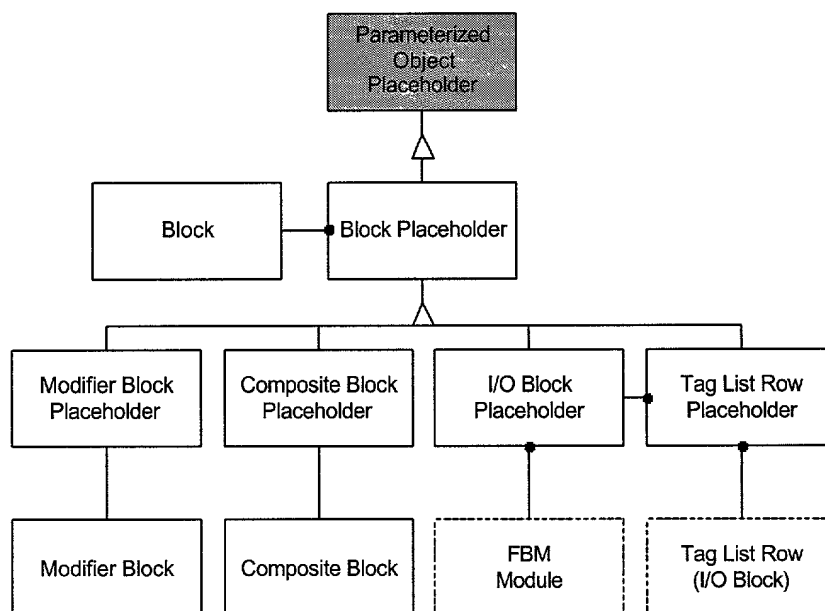 Parameterized
Object
Placeholder
Block
Block Placeholder
Modifier Block
Placeholder
Composite Block
Placeholder
I/O Block
Placeholder
Tag List Row
Placeholder
Modifier Block
Composite Block
FBM
Module
Tag List Row
(I/O Block)